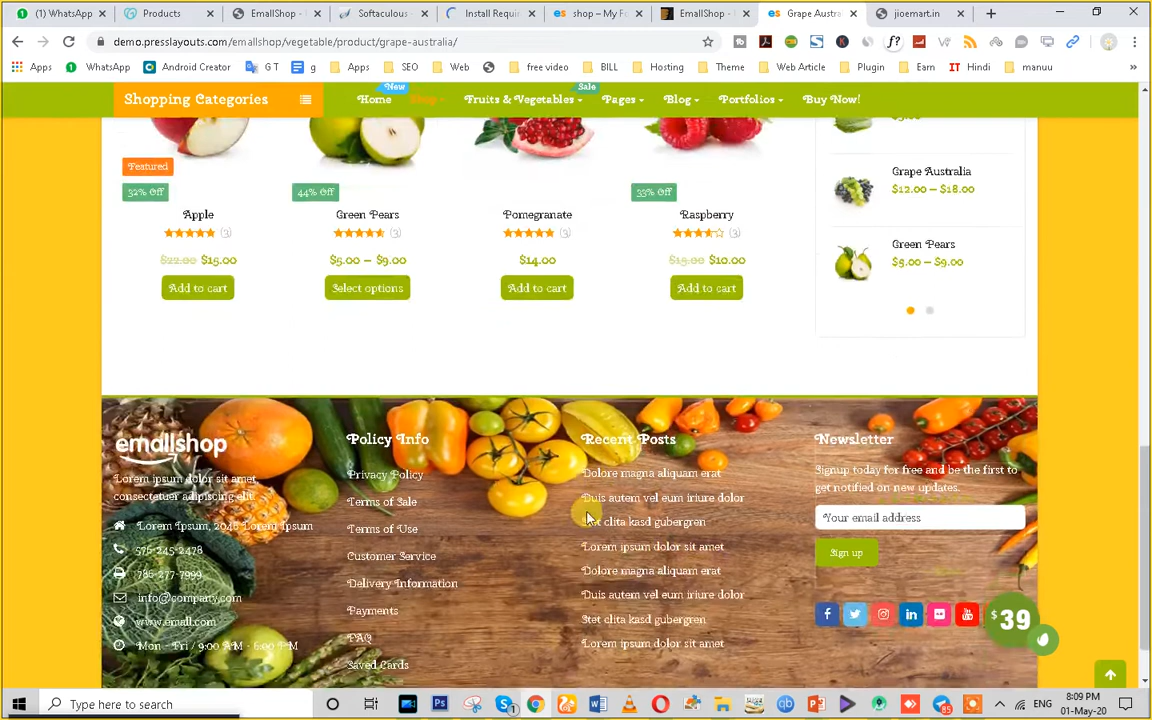 (1) WhatsApp
Products
EmallShop
Softaculous -
Install Requi
shop – My F
EmallShop -
Grape Austra
jioemart.in
demo.presslayouts.com/emallshop/vegetable/product/grape-australia/
Apps
WhatsApp
Android Creator
G T
g
Apps
SEO
Web
free video
BILL
Hosting
Theme
Web Article
Plugin
Earn
Hindi
manuu
Shopping Categories
New
Home
Shop
Sale
Fruits & Vegetables
Pages
Blog
Portfolios
Buy Now!
Featured
32% Off
44% Off
33% Off
Apple
Green Pears
Pomegranate
Raspberry
(3)
(3)
(3)
(3)
$22.00 $15.00
$5.00 – $9.00
$14.00
$15.00 $10.00
Add to cart
Select options
Add to cart
Add to cart
Grape Australia
$12.00 – $18.00
Green Pears
$5.00 – $9.00
emallshop
Lorem ipsum dolor sit amet,
consectetuer adipiscing elit.
Lorem Ipsum, 2046 Lorem Ipsum
576-245-2478
786-277-7999
info@company.com
www.emall.com
Mon - Fri / 9:00 AM - 6:00 PM
Policy Info
Privacy Policy
Terms of Sale
Terms of Use
Customer Service
Delivery Information
Payments
FAQ
Saved Cards
Recent Posts
Dolore magna aliquam erat
Duis autem vel eum iriure dolor
Stet clita kasd gubergren
Lorem ipsum dolor sit amet
Dolore magna aliquam erat
Duis autem vel eum iriure dolor
Stet clita kasd gubergren
Lorem ipsum dolor sit amet
Newsletter
Signup today for free and be the first to
get notified on new updates.
Your email address
Sign up
$39
Type here to search
ENG
8:09 PM
01-May-20